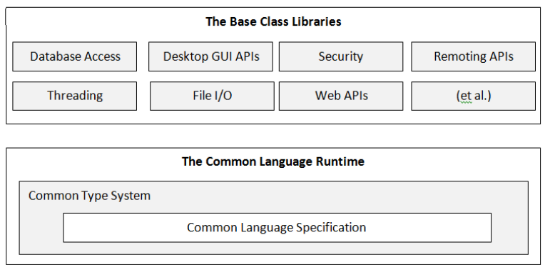 The Base Class Libraries
Database Access
Desktop GUI APIs
Security
Remoting APIs
Threading
File I/O
Web APIs
(et al.)
The Common Language Runtime
Common Type System
Common Language Specification